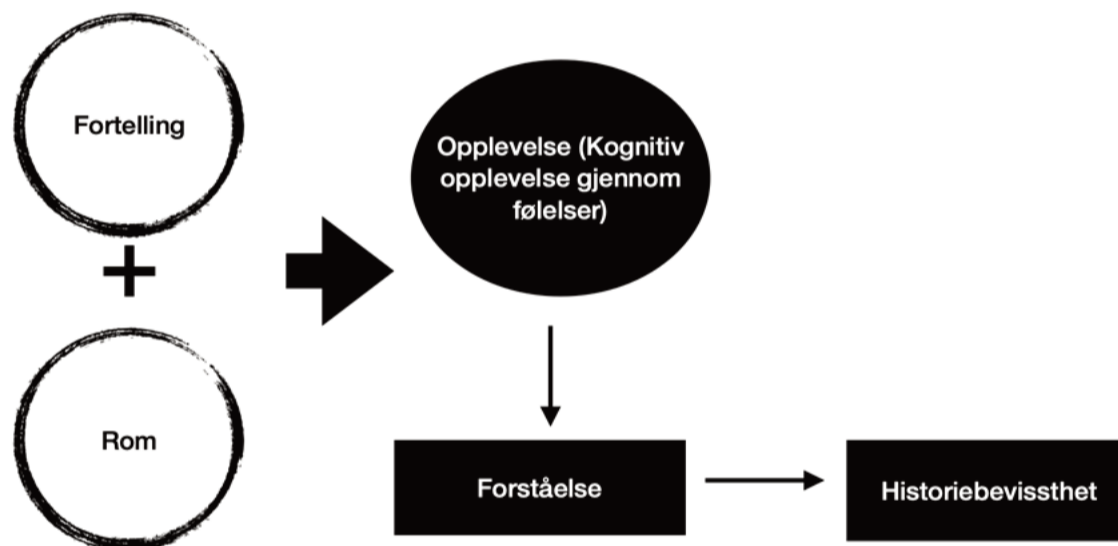 Fortelling
+
Rom
Opplevelse (Kognitiv
opplevelse gjennom
følelser)
Forståelse
Historiebevissthet